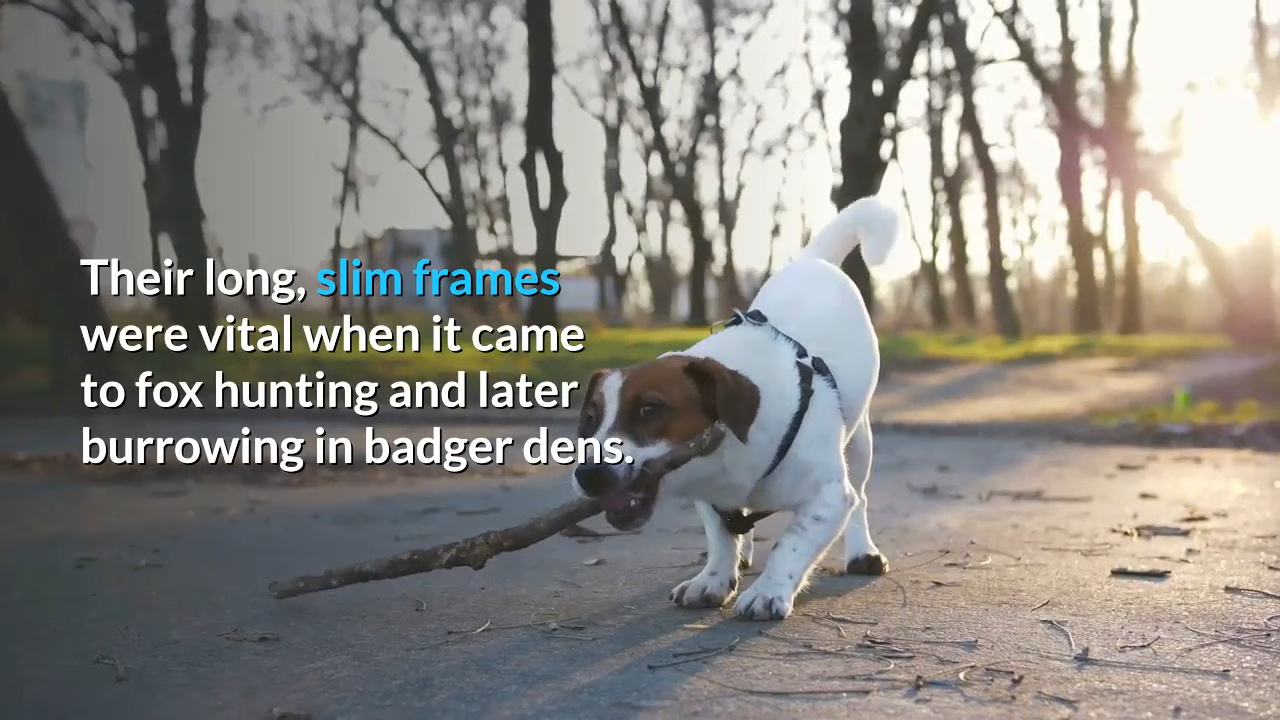 Their long, slim frames
were vital when it came
to fox hunting and later
burrowing in badger dens.